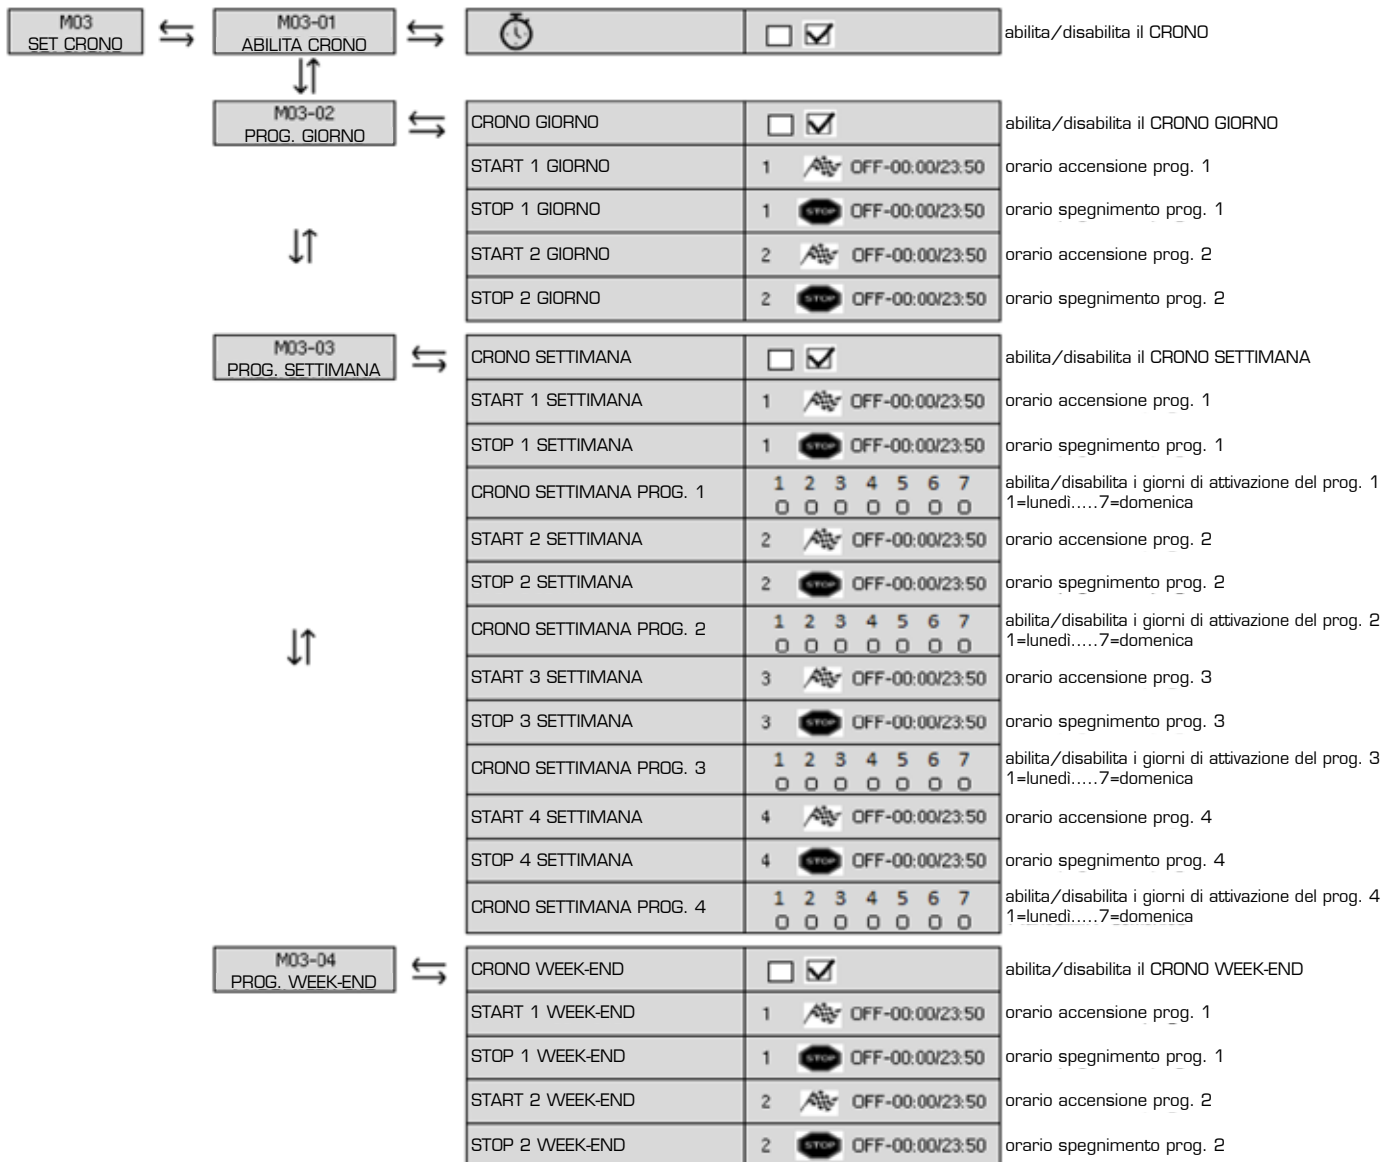 M03
SET CRONO
M03-01
ABILITA CRONO
abilita/disabilita il CRONO
M03-02
PROG. GIORNO
CRONO GIORNO
abilita/disabilita il CRONO GIORNO
START 1 GIORNO 1 OFF-00:00/23:50 orario accensione prog. 1
STOP 1 GIORNO 1 STOP OFF-00:00/23:50 orario spegnimento prog. 1
START 2 GIORNO 2 OFF-00:00/23:50 orario accensione prog. 2
STOP 2 GIORNO 2 STOP OFF-00:00/23:50 orario spegnimento prog. 2
M03-03
PROG. SETTIMANA
CRONO SETTIMANA
abilita/disabilita il CRONO SETTIMANA
START 1 SETTIMANA 1 OFF-00:00/23:50 orario accensione prog. 1
STOP 1 SETTIMANA 1 STOP OFF-00:00/23:50 orario spegnimento prog. 1
CRONO SETTIMANA PROG. 1
1 2 3 4 5 6 7
abilita/disabilita i giorni di attivazione del prog. 1
1=lunedì.....7=domenica
START 2 SETTIMANA 2 OFF-00:00/23:50 orario accensione prog. 2
STOP 2 SETTIMANA 2 STOP OFF-00:00/23:50 orario spegnimento prog. 2
CRONO SETTIMANA PROG. 2
1 2 3 4 5 6 7
abilita/disabilita i giorni di attivazione del prog. 2
1=lunedì.....7=domenica
START 3 SETTIMANA 3 OFF-00:00/23:50 orario accensione prog. 3
STOP 3 SETTIMANA 3 STOP OFF-00:00/23:50 orario spegnimento prog. 3
CRONO SETTIMANA PROG. 3
1 2 3 4 5 6 7
abilita/disabilita i giorni di attivazione del prog. 3
1=lunedì.....7=domenica
START 4 SETTIMANA 4 OFF-00:00/23:50 orario accensione prog. 4
STOP 4 SETTIMANA 4 STOP OFF-00:00/23:50 orario spegnimento prog. 4
CRONO SETTIMANA PROG. 4
1 2 3 4 5 6 7
abilita/disabilita i giorni di attivazione del prog. 4
1=lunedì.....7=domenica
M03-04
PROG. WEEK-END
CRONO WEEK-END
abilita/disabilita il CRONO WEEK-END
START 1 WEEK-END 1 OFF-00:00/23:50 orario accensione prog. 1
STOP 1 WEEK-END 1 STOP OFF-00:00/23:50 orario spegnimento prog. 1
START 2 WEEK-END 2 OFF-00:00/23:50 orario accensione prog. 2
STOP 2 WEEK-END 2 STOP OFF-00:00/23:50 orario spegnimento prog. 2